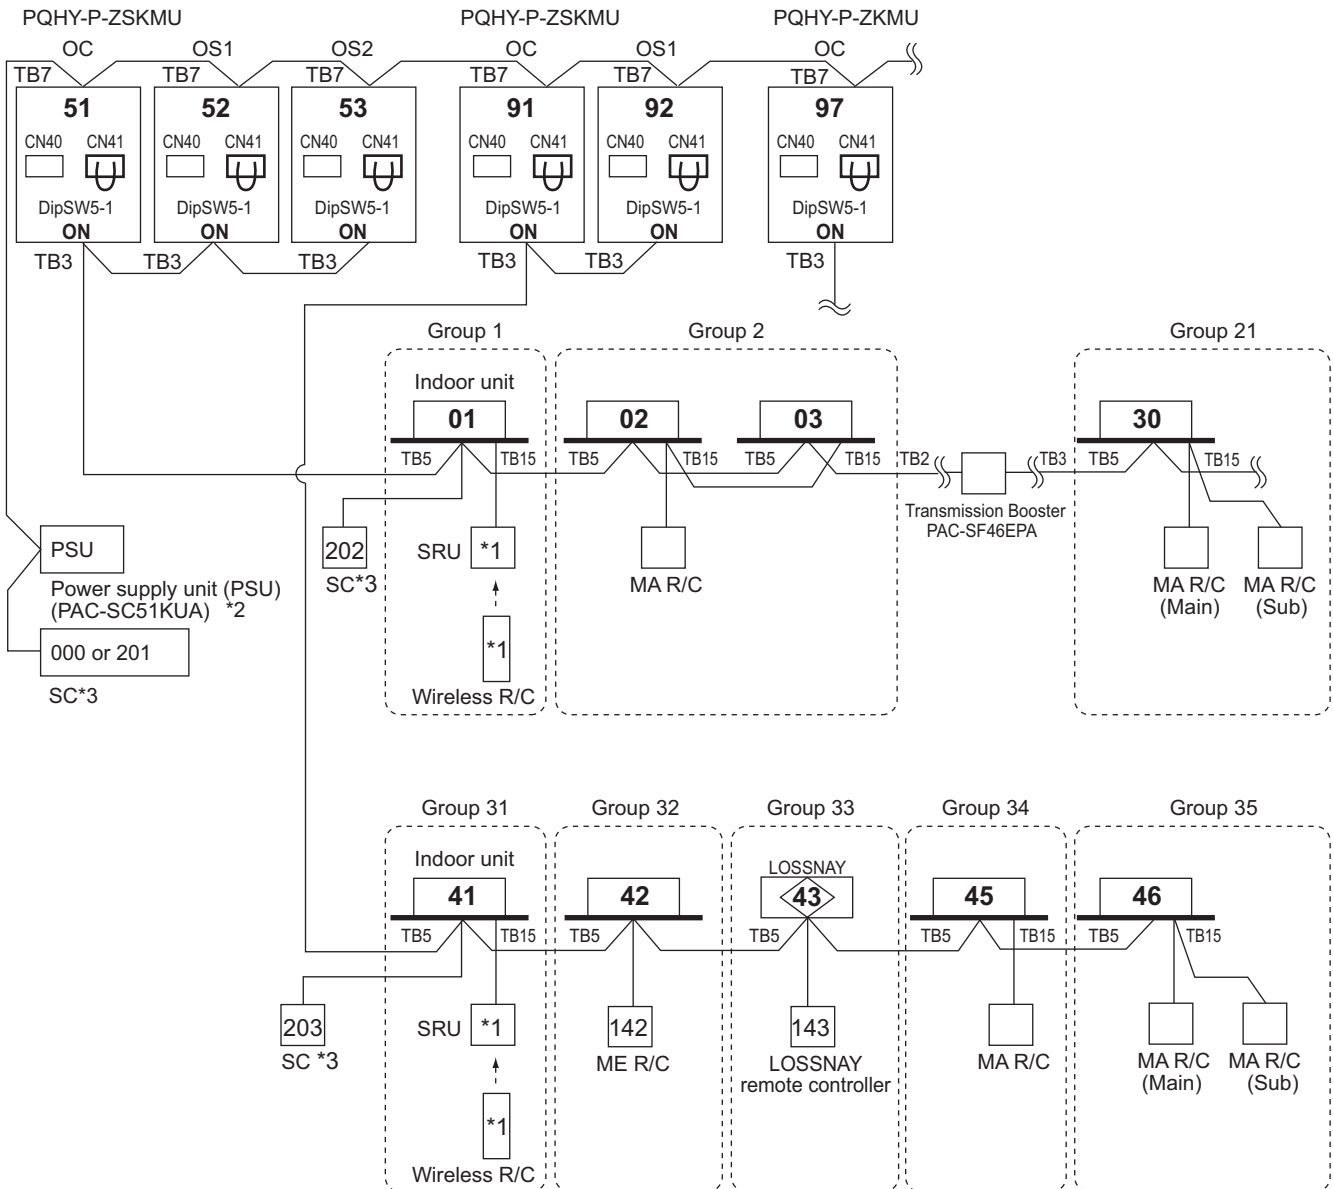 PQHY-P-ZSKMU PQHY-P-ZSKMU PQHY-P-ZKMU
OC OS1 OS2 OC OS1 OC
TB7 TB7 TB7 TB7 TB7 TB7
51 52 53 91 92 97
CN40 CN41 CN40 CN41 CN40 CN41 CN40 CN41 CN40 CN41 CN40 CN41
DipSW5-1 DipSW5-1 DipSW5-1 DipSW5-1 DipSW5-1 DipSW5-1
ON ON ON ON ON ON
TB3 TB3 TB3 TB3 TB3 TB3
Group 1 Group 2 Group 21
Indoor unit
01 02 03 30
TB5 TB15 TB5 TB15 TB5 TB15 TB2 TB3 TB5 TB15
Transmission Booster
PAC-SF46EPA
PSU
Power supply unit (PSU)
(PAC-SC51KUA) *2
000 or 201
SC*3
202
SC*3
SRU *1
*1
Wireless R/C
MA R/C
MA R/C
(Main)
MA R/C
(Sub)
Group 31 Group 32 Group 33 Group 34 Group 35
Indoor unit
LOSSNAY
41 42 43 45 46
TB5 TB15 TB5 TB5 TB5 TB15 TB5 TB15
203
SC *3
SRU *1
*1
Wireless R/C
142
ME R/C
143
LOSSNAY
remote controller
MA R/C
MA R/C
(Main)
MA R/C
(Sub)